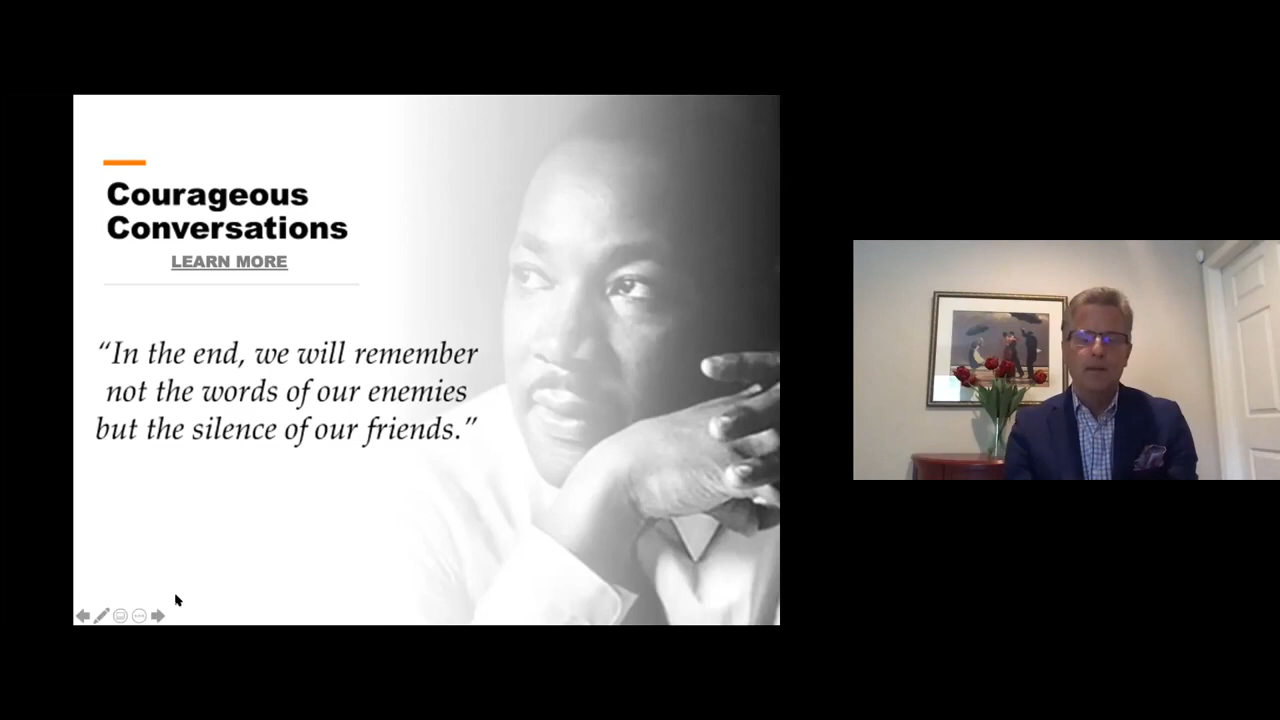 Courageous
Conversations
LEARN MORE
“In the end, we will remember
not the words of our enemies
but the silence of our friends.”